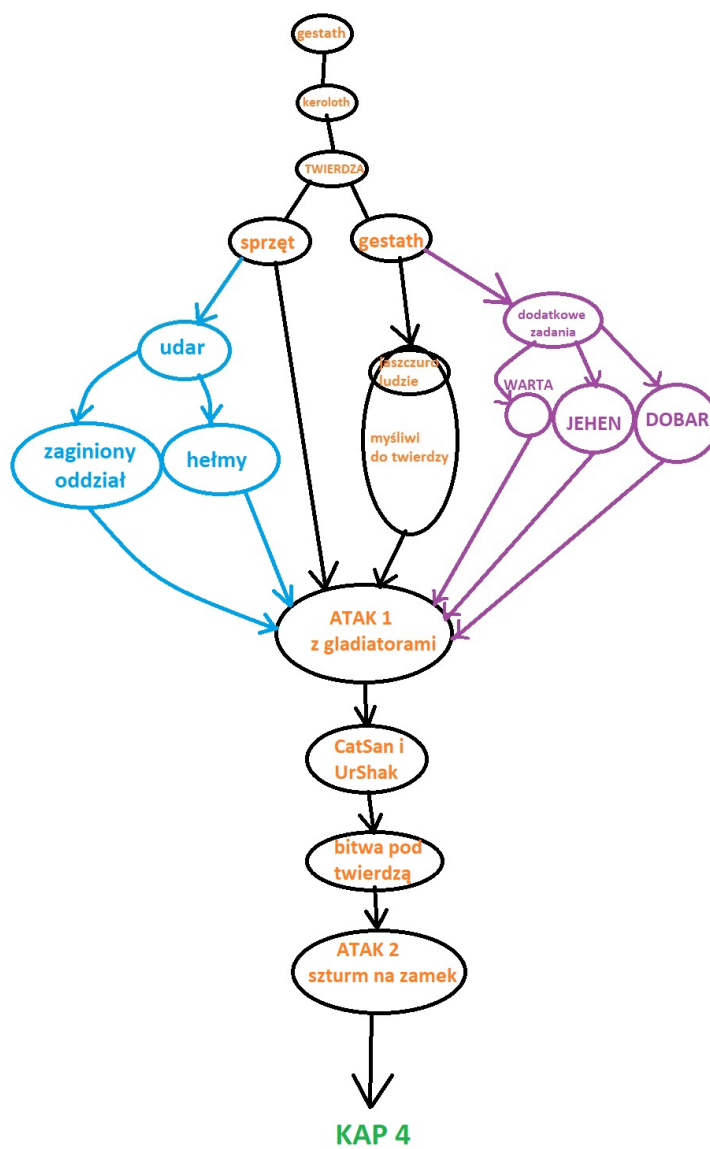 gestath
keroloth
TWIERDZA
sprzęt
gestath
dodatkowe
zadania
udar
jaszczuro
ludzie
WARTA
JEHEN
DOBAR
zaginiony
oddział
hełmy
myśliwi
do twierdzy
ATAK 1
z gladiatorami
CatSan i
UrShak
bitwa pod
twierdzą
ATAK 2
szturm na zamek
KAP 4